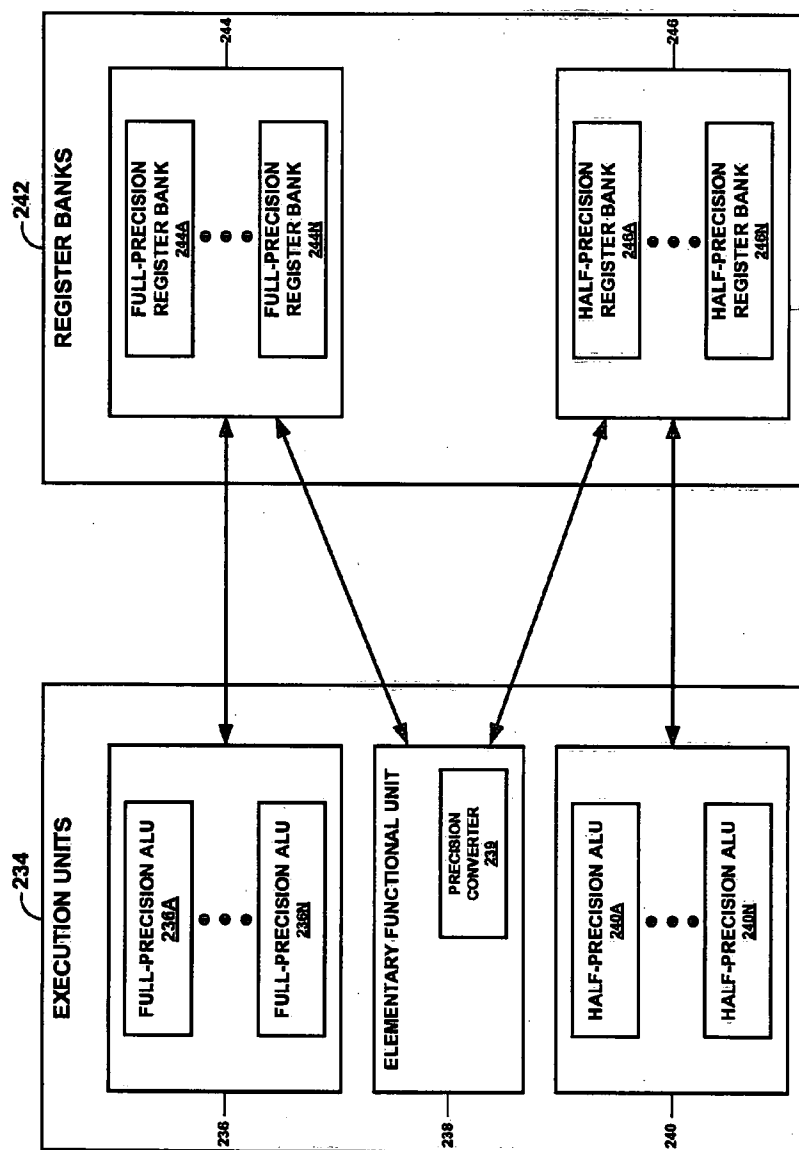 234
EXECUTION UNITS
236
FULL-PRECISION ALU
236A
FULL-PRECISION ALU
236N
238
ELEMENTARY FUNCTIONAL UNIT
PRECISION
CONVERTER
239
240
HALF-PRECISION ALU
240A
HALF-PRECISION ALU
240N
242
REGISTER BANKS
244
FULL-PRECISION
REGISTER BANK
244A
FULL-PRECISION
REGISTER BANK
244N
246
HALF-PRECISION
REGISTER BANK
246A
HALF-PRECISION
REGISTER BANK
246N